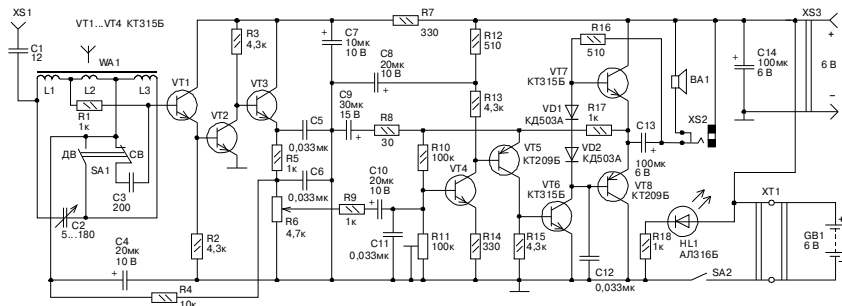 XS1
VT1...VT4 КТ315Б
C1
12
WA1
L1
L2
L3
R1
1к
ДВ
СВ
SA1
C3
200
C2
5...180
C4
20мк
10 В
R4
10к
VT1
VT2
R2
4,3к
R3
4,3к
VT3
C5
0,033мк
R5
1к
C6
0,033мк
R6
4,7к
C7
10мк
10 В
R7
330
C8
20мк
10 В
C9
30мк
15 В
R8
30
R9
1к
C10
20мк
10 В
C11
0,033мк
R10
100к
R11
100к
VT4
R12
510
R13
4,3к
R14
330
VT5
КТ209Б
R15
4,3к
VT6
КТ315Б
VT7
КТ315Б
VD1
КД503А
VD2
КД503А
R16
510
R17
1к
C13
100мк
6 В
VT8
КТ209Б
C12
0,033мк
BA1
XS2
C14
100мк
6 В
XS3
+
6 В
−
R18
1к
HL1
АЛ316Б
SA2
XT1
GB1
6 В